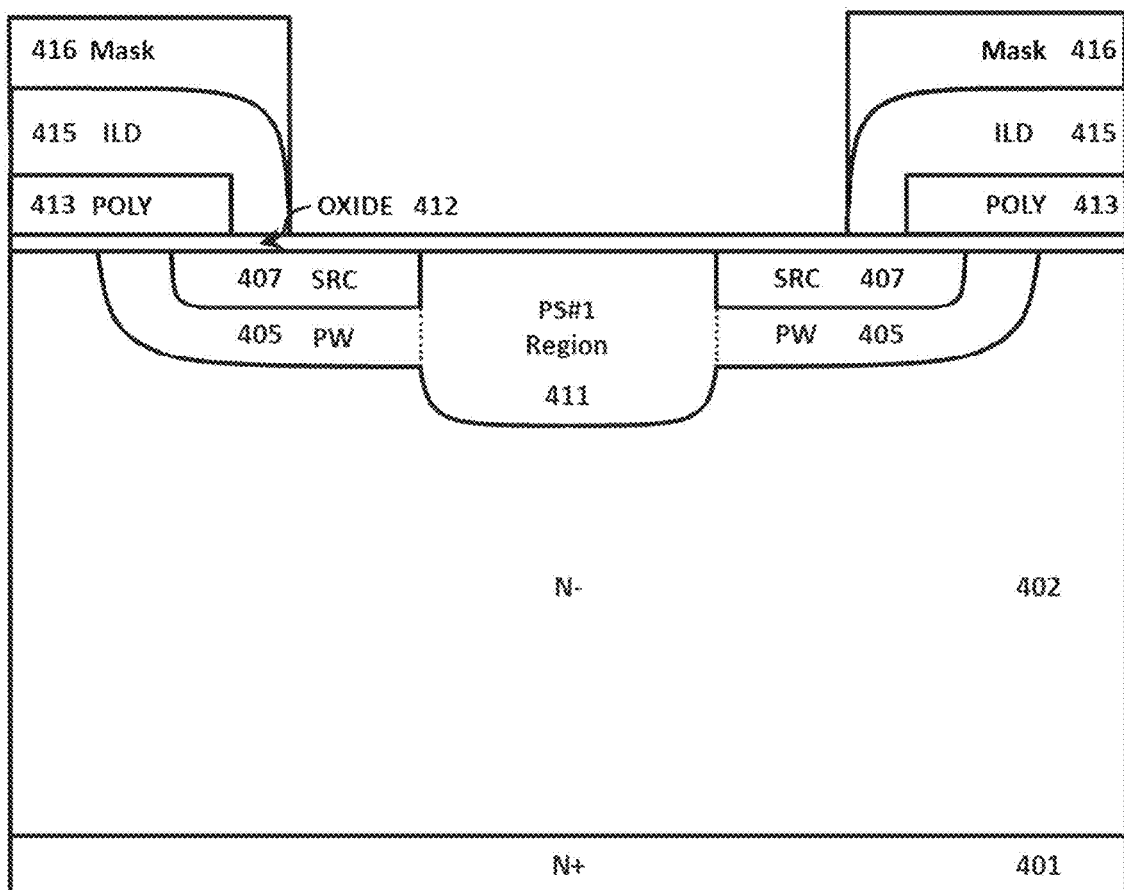 416 Mask
Mask 416
415 ILD
ILD 415
413 POLY
OXIDE 412
POLY 413
407 SRC
SRC 407
405 PW
PS#1
Region
411
PW 405
N-
402
N+
401